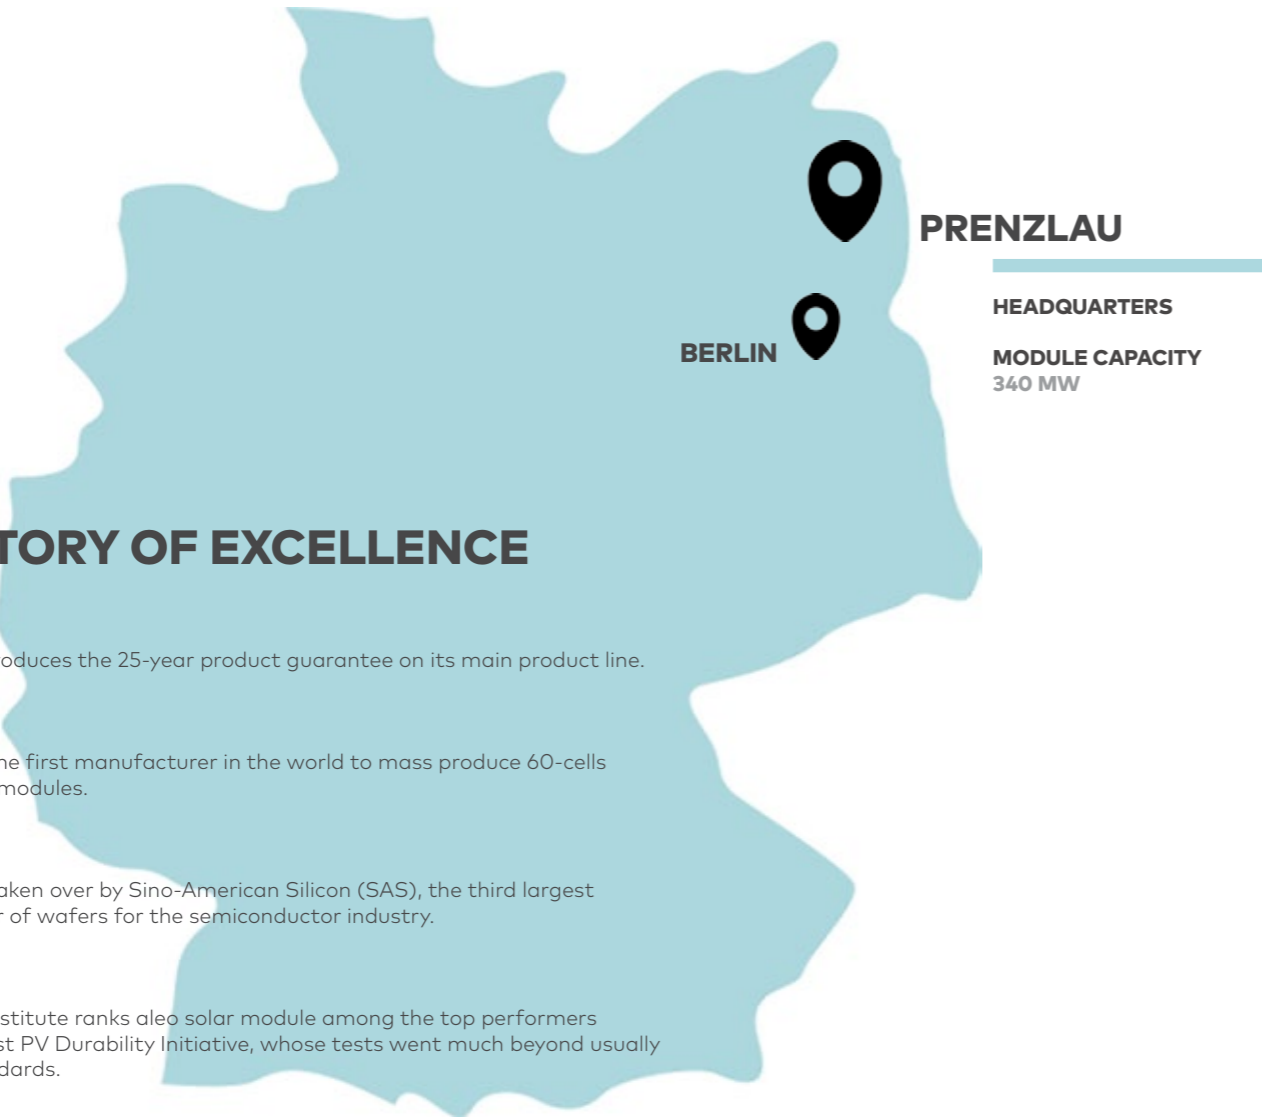 PRENZLAU
HEADQUARTERS
BERLIN
MODULE CAPACITY
340 MW
TORY OF EXCELLENCE
oduces the 25-year product guarantee on its main product line.
he first manufacturer in the world to mass produce 60-cells
modules.
aken over by Sino-American Silicon (SAS), the third largest
r of wafers for the semiconductor industry.
stitute ranks aleo solar module among the top performers
st PV Durability Initiative, whose tests went much beyond usually
dards.